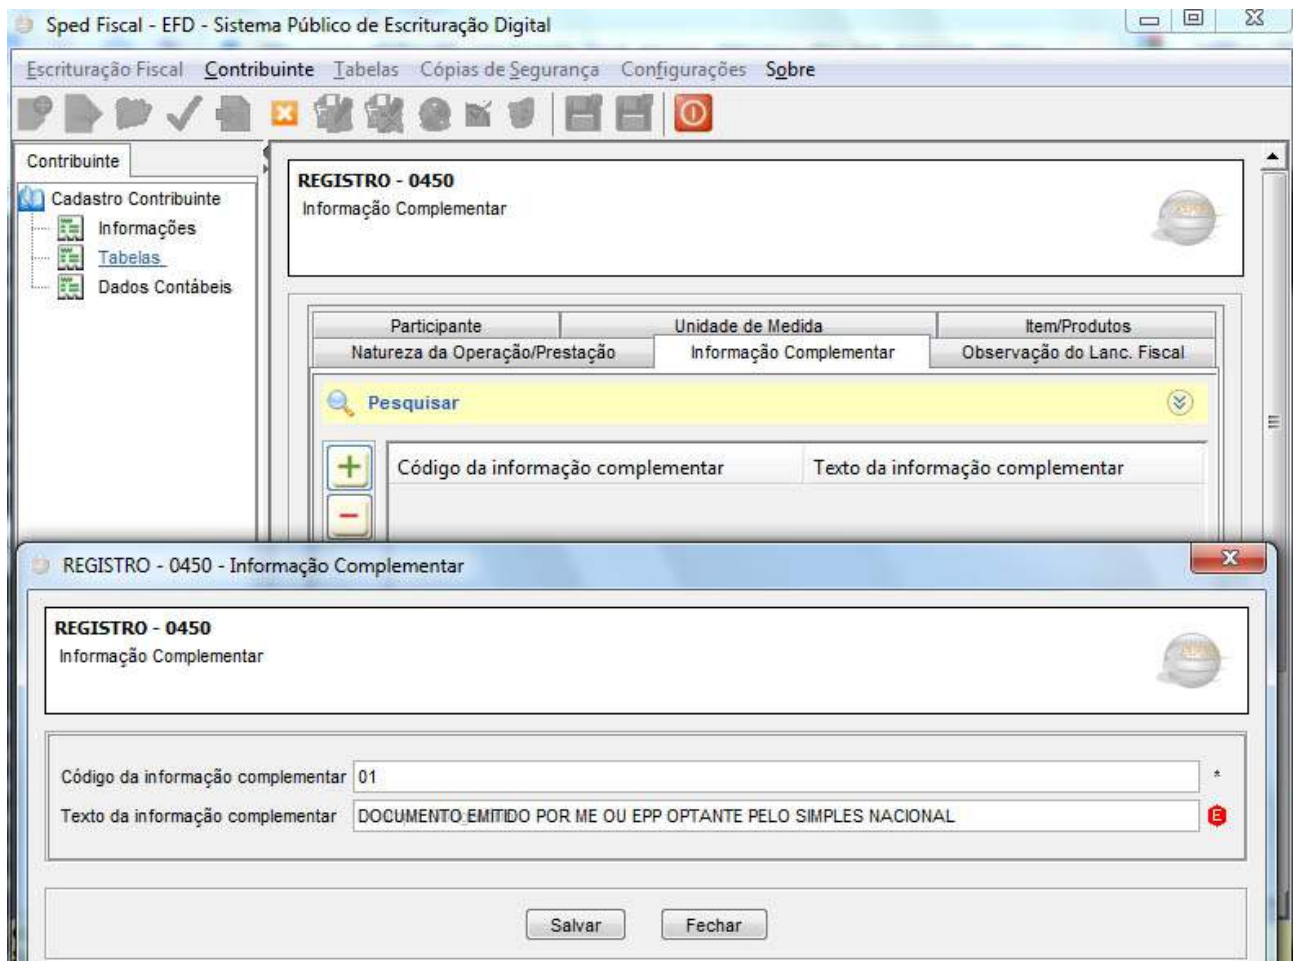 Sped Fiscal - EFD - Sistema Público de Escrituração Digital
Escrituração Fiscal Contribuinte Tabelas Cópias de Segurança Configurações Sobre
Contribuinte
Cadastro Contribuinte
Informações
Tabelas
Dados Contábeis
REGISTRO - 0450
Informação Complementar
Participante Unidade de Medida Item/Produtos
Natureza da Operação/Prestação Informação Complementar Observação do Lanc. Fiscal
Pesquisar
Código da informação complementar Texto da informação complementar
REGISTRO - 0450 - Informação Complementar
REGISTRO - 0450
Informação Complementar
Código da informação complementar 01 *
Texto da informação complementar DOCUMENTO EMITIDO POR ME OU EPP OPTANTE PELO SIMPLES NACIONAL E
Salvar Fechar